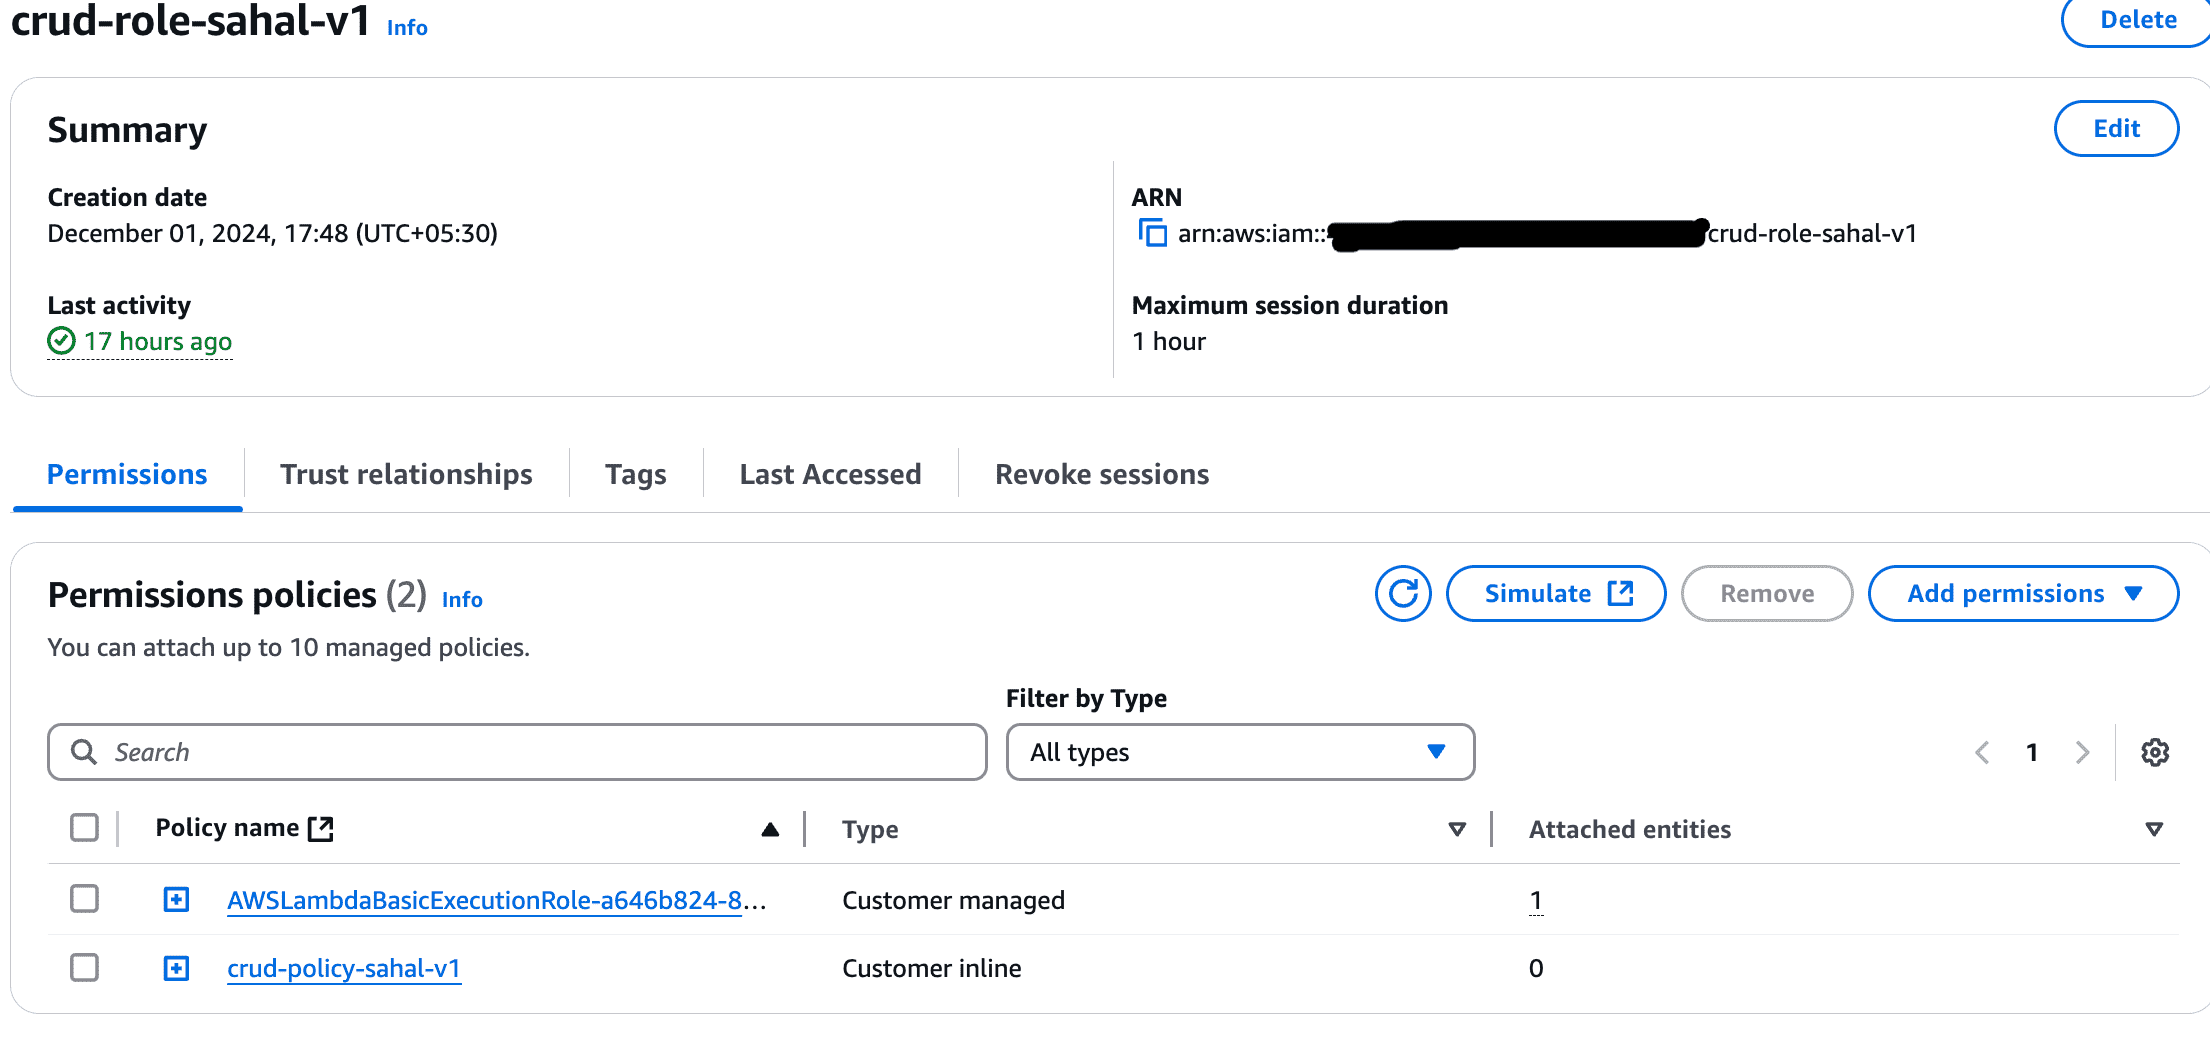 crud-role-sahal-v1 Info
Delete
Summary
Edit
Creation date
December 01, 2024, 17:48 (UTC+05:30)
ARN
arn:aws:iam:: crud-role-sahal-v1
Last activity
17 hours ago
Maximum session duration
1 hour
Permissions Trust relationships Tags Last Accessed Revoke sessions
Permissions policies (2) Info
Simulate Remove Add permissions
You can attach up to 10 managed policies.
Filter by Type
Search All types 1
Policy name Type Attached entities
AWSLambdaBasicExecutionRole-a646b824-8... Customer managed 1
crud-policy-sahal-v1 Customer inline 0